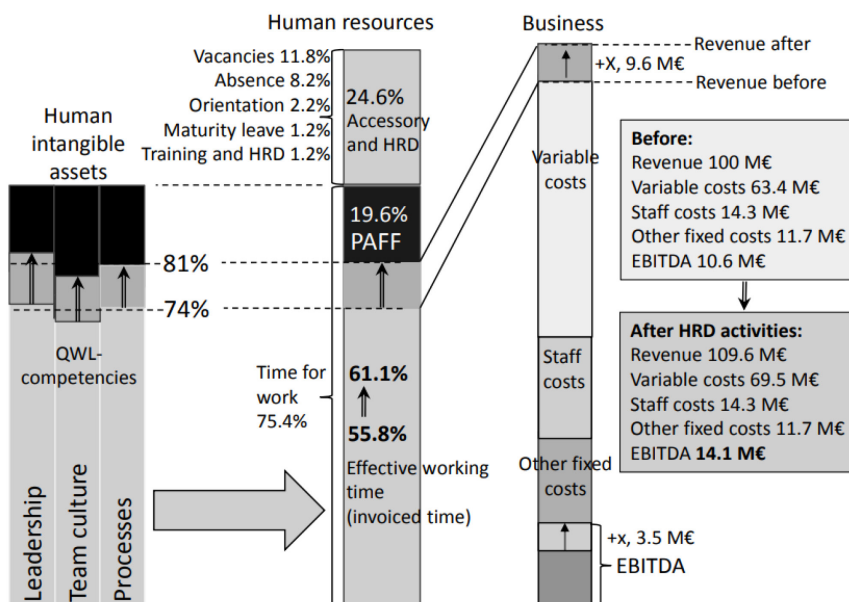 Human resources
Business
Vacancies 11.8%
Absence 8.2%
Orientation 2.2%
Maturity leave 1.2%
Training and HRD 1.2%
24.6%
Accessory
and HRD
Revenue after
+X, 9.6 M€
Revenue before
Human
intangible
assets
Variable
costs
Before:
Revenue 100 M€
Variable costs 63.4 M€
Staff costs 14.3 M€
Other fixed costs 11.7 M€
EBITDA 10.6 M€
19.6%
PAFF
81%
74%
After HRD activities:
Revenue 109.6 M€
Variable costs 69.5 M€
Staff costs 14.3 M€
Other fixed costs 11.7 M€
EBITDA 14.1 M€
QWL-
competencies
Time for
work
75.4%
61.1%
55.8%
Staff
costs
Effective working
time
(invoiced time)
Other fixed
costs
Leadership
Team culture
Processes
+x, 3.5 M€
EBITDA